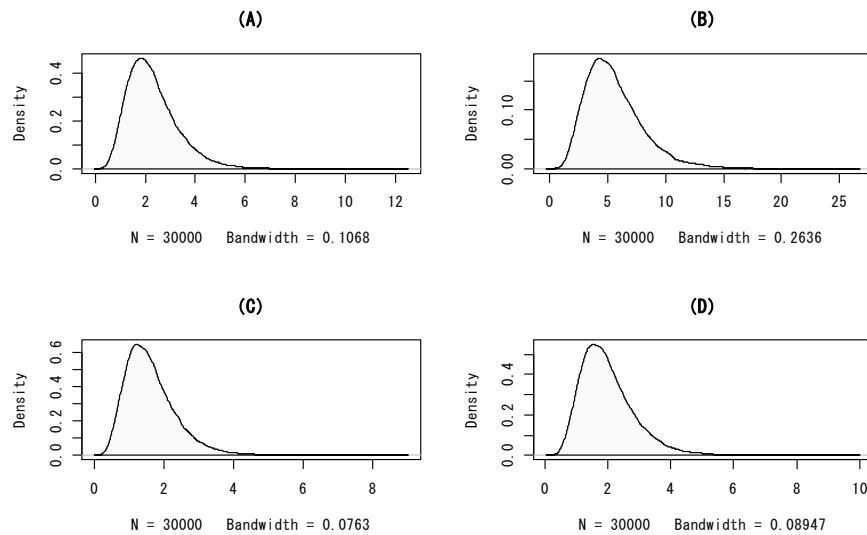 (A)
Density
0.0 0.2 0.4
0 2 4 6 8 10 12
N = 30000 Bandwidth = 0.1068
(B)
Density
0.00 0.10
0 5 10 15 20 25
N = 30000 Bandwidth = 0.2636
(C)
Density
0.0 0.2 0.4 0.6
0 2 4 6 8
N = 30000 Bandwidth = 0.0763
(D)
Density
0.0 0.2 0.4
0 2 4 6 8 10
N = 30000 Bandwidth = 0.08947